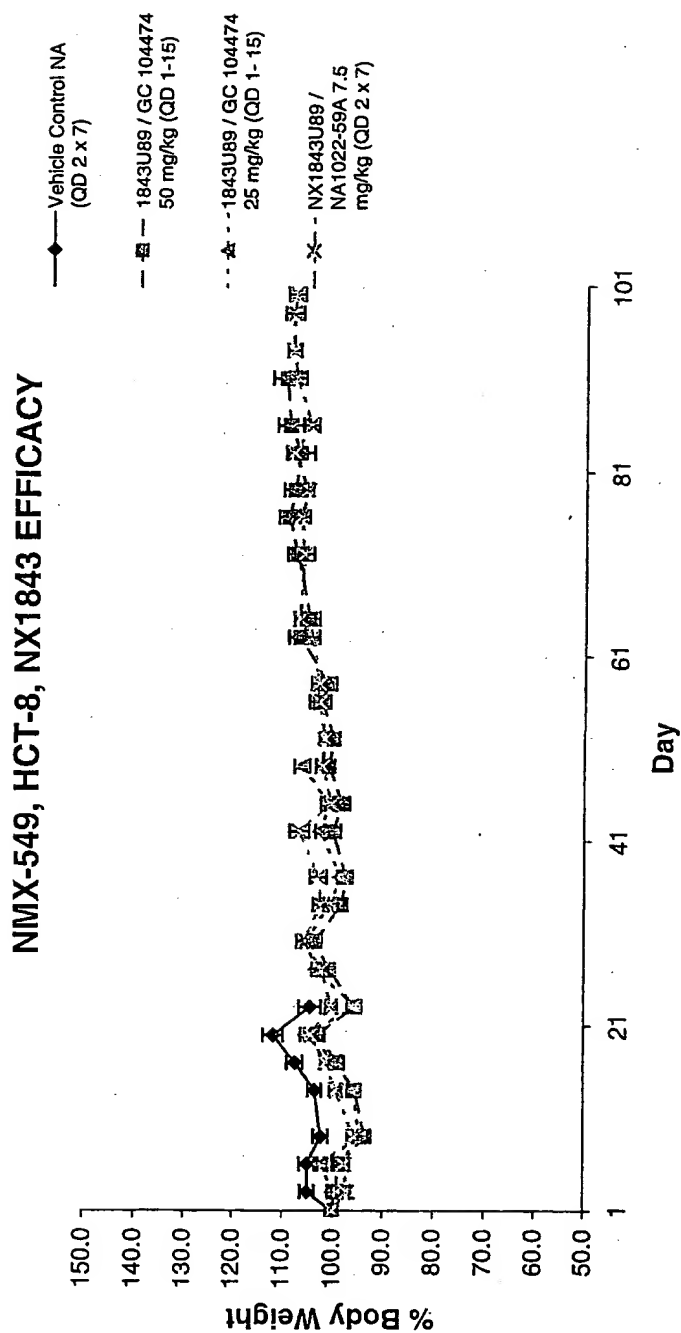 NMX-549, HCT-8, NX1843 EFFICACY
% Body Weight
150.0
140.0
130.0
120.0
110.0
100.0
90.0
80.0
70.0
60.0
50.0
1
21
41
61
81
101
Day
Vehicle Control NA
(QD 2 x 7)
1843U89 / GC 104474
50 mg/kg (QD 1-15)
1843U89 / GC 104474
25 mg/kg (QD 1-15)
NX1843U89 /
NA1022-59A 7.5
mg/kg (QD 2 x 7)